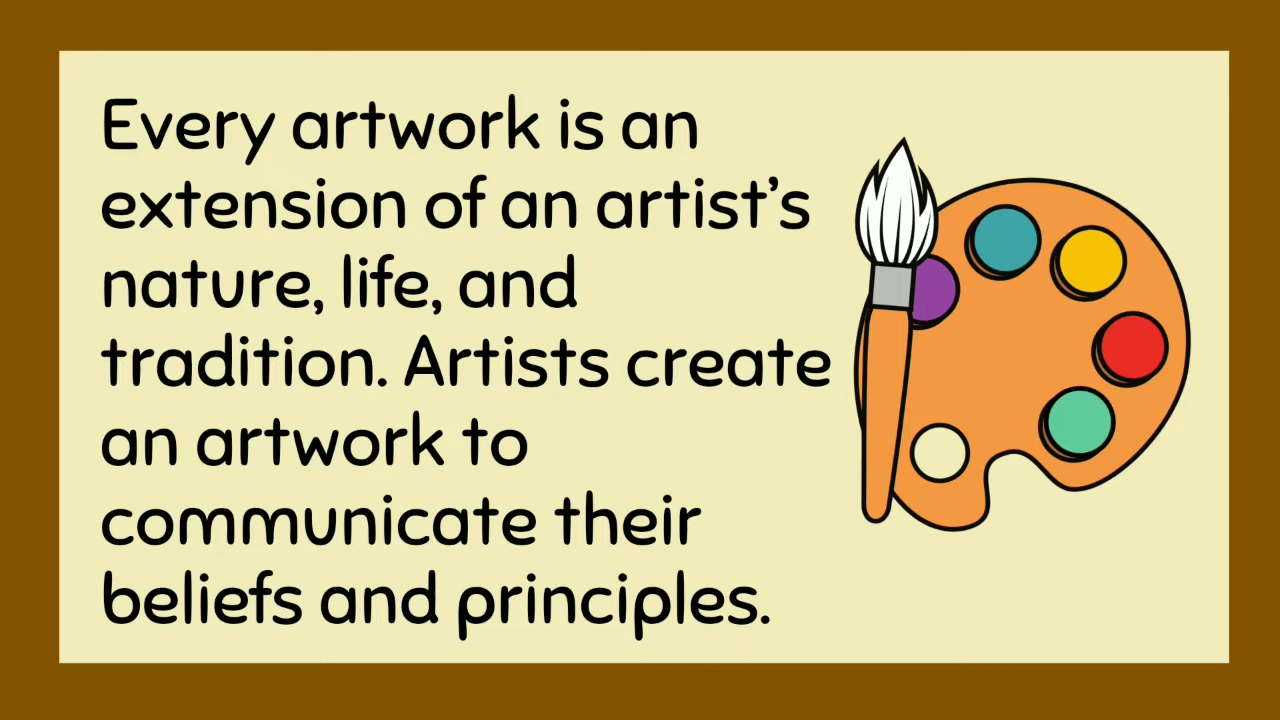 Every artwork is an
extension of an artist’s
nature, life, and
tradition. Artists create
an artwork to
communicate their
beliefs and principles.